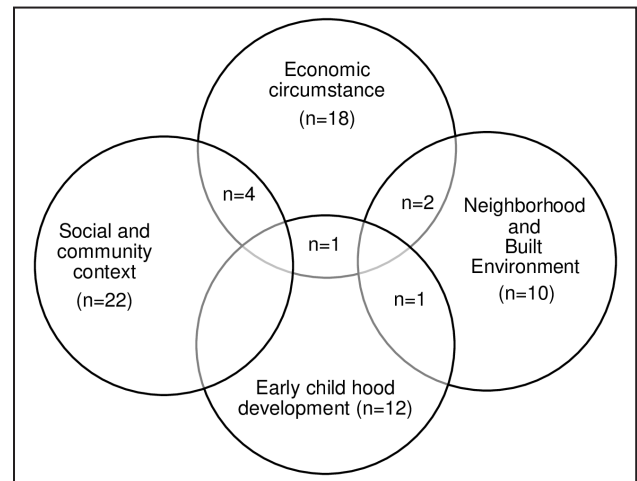 Economic
circumstance
(n=18)
n=4
n=2
Social and
community
context
(n=22)
n=1
Neighborhood
and
Built
Environment
(n=10)
n=1
Early child hood
development (n=12)